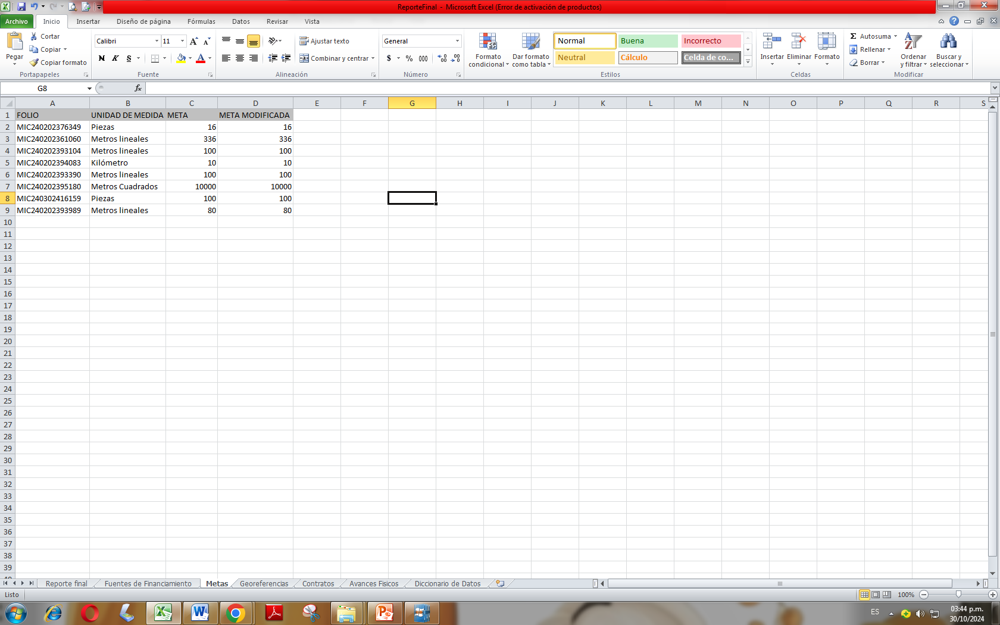 ReporteFinal - Microsoft Excel (Error de activación de productos)
Archivo Inicio Insertar Diseño de página Fórmulas Datos Revisar Vista
Pegar Cortar Copiar Copiar formato Portapapeles
Calibri 11 N K S Fuente
Ajustar texto Combinar y centrar Alineación
General $ % 000 Número
Formato condicional Dar formato como tabla
Normal Buena Incorrecto
Neutral Cálculo Celda de co...
Estilos
Insertar Eliminar Formato Celdas
Σ Autosuma Rellenar Borrar Ordenar y filtrar Buscar y seleccionar Modificar
G8 fx
A B C D E F G H I J K L M N O P Q R S
1 FOLIO UNIDAD DE MEDIDA META META MODIFICADA
2 MIC240202376349 Piezas 16 16
3 MIC240202361060 Metros lineales 336 336
4 MIC240202393104 Metros lineales 100 100
5 MIC240202394083 Kilómetro 10 10
6 MIC240202393390 Metros lineales 100 100
7 MIC240202395180 Metros Cuadrados 10000 10000
8 MIC240302416159 Piezas 100 100
9 MIC240202393989 Metros lineales 80 80
10
11
12
13
14
15
16
17
18
19
20
21
22
23
24
25
26
27
28
29
30
31
32
33
34
35
36
37
38
39
Reporte final Fuentes de Financiamiento Metas Georeferencias Contratos Avances Fisicos Diccionario de Datos
Listo 100%
ES 03:44 p.m.
30/10/2024